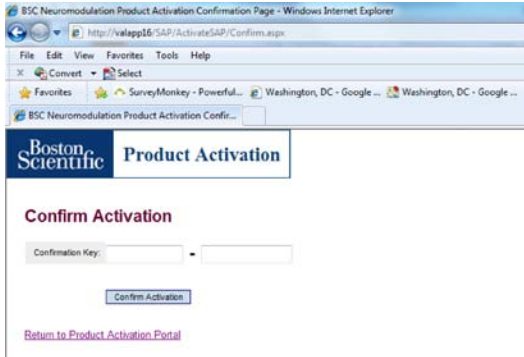 BSC Neuromodulation Product Activation Confirmation Page - Windows Internet Explorer
http://valapp16/SAP/ActivateSAP/Confirm.aspx
File Edit View Favorites Tools Help
x Convert Select
Favorites SurveyMonkey - Powerful... Washington, DC - Google ... Washington, DC - Google ...
BSC Neuromodulation Product Activation Confir...
Boston Scientific Product Activation
Confirm Activation
Confirmation Key: -
Confirm Activation
Return to Product Activation Portal